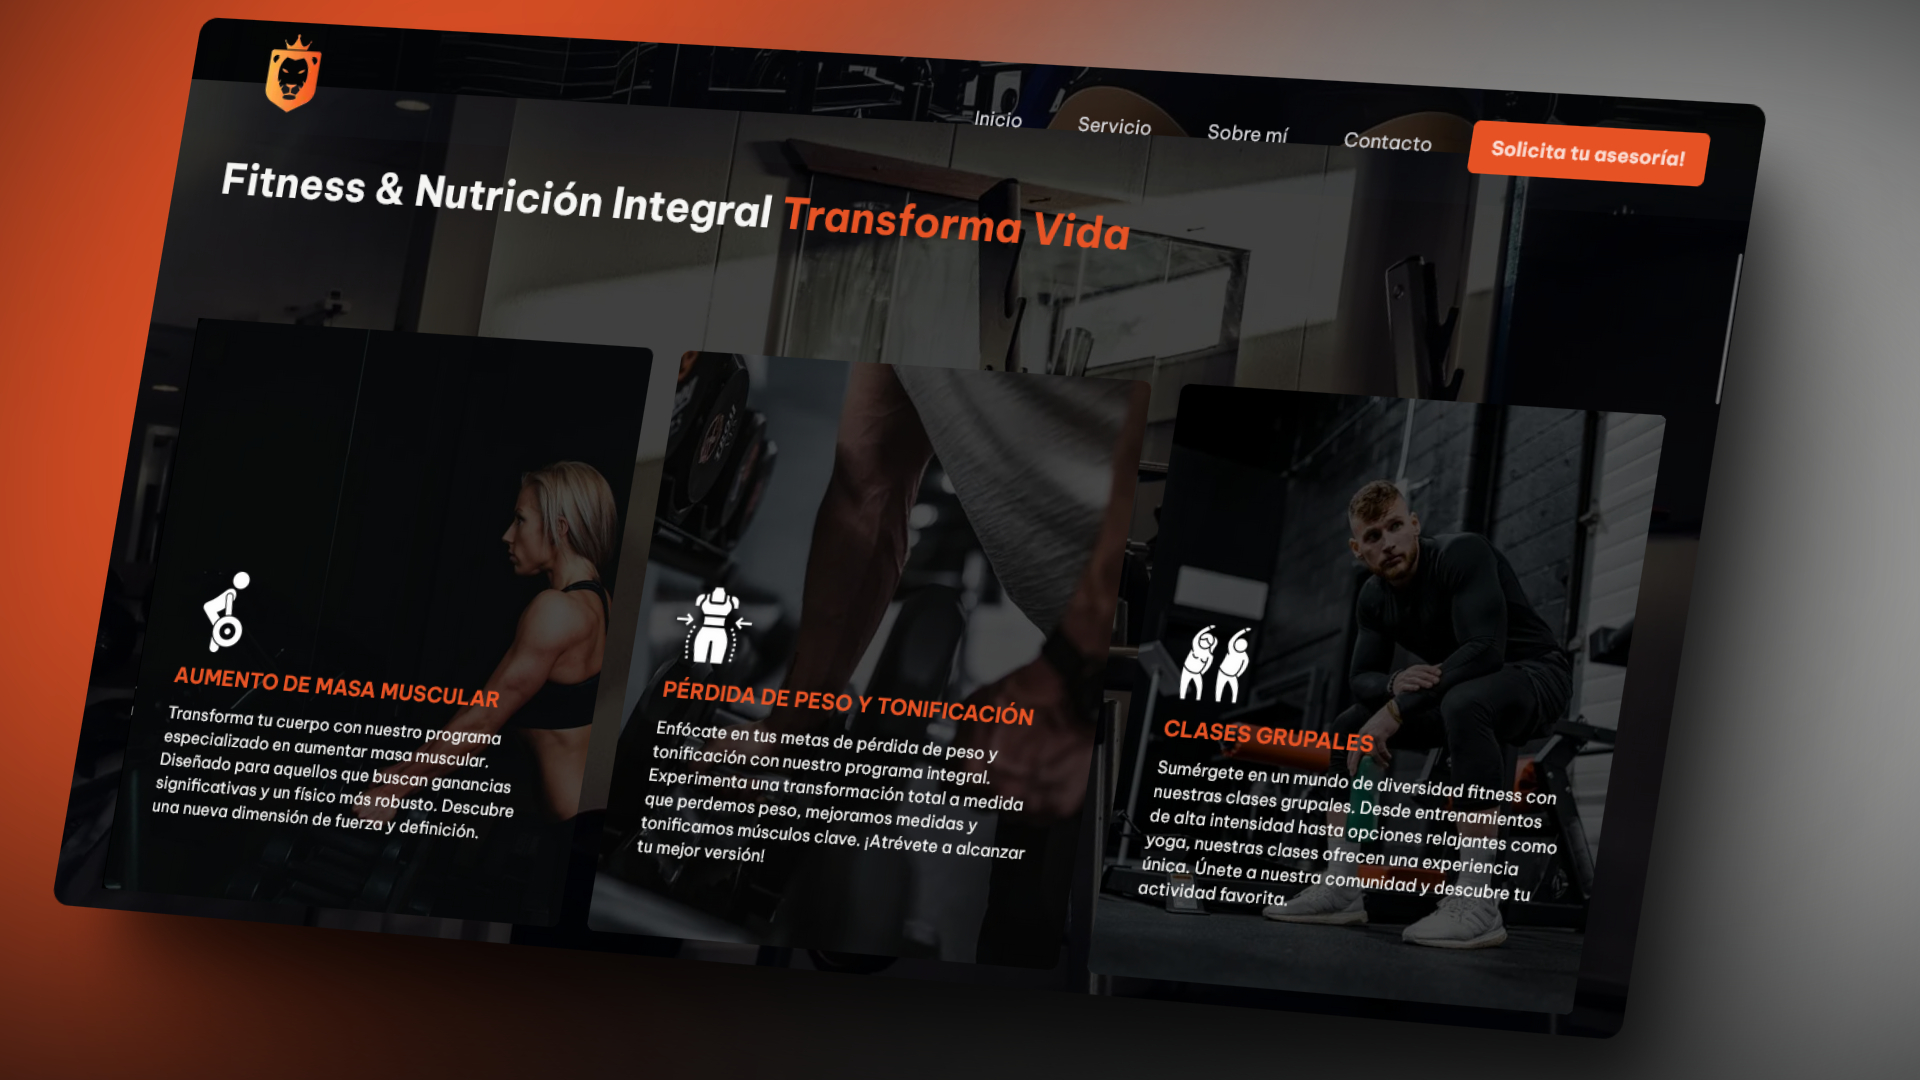 Inicio
Servicio
Sobre mí
Contacto
Solicita tu asesoría!
Fitness & Nutrición Integral Transforma Vida
AUMENTO DE MASA MUSCULAR
Transforma tu cuerpo con nuestro programa
especializado en aumentar masa muscular.
Diseñado para aquellos que buscan ganancias
significativas y un físico más robusto. Descubre
una nueva dimensión de fuerza y definición.
PÉRDIDA DE PESO Y TONIFICACIÓN
Enfócate en tus metas de pérdida de peso y
tonificación con nuestro programa integral.
Experimenta una transformación total a medida
que perdemos peso, mejoramos medidas y
tonificamos músculos clave. ¡Atrévete a alcanzar
tu mejor versión!
CLASES GRUPALES
Sumérgete en un mundo de diversidad fitness con
nuestras clases grupales. Desde entrenamientos
de alta intensidad hasta opciones relajantes como
yoga, nuestras clases ofrecen una experiencia
única. Únete a nuestra comunidad y descubre tu
actividad favorita.